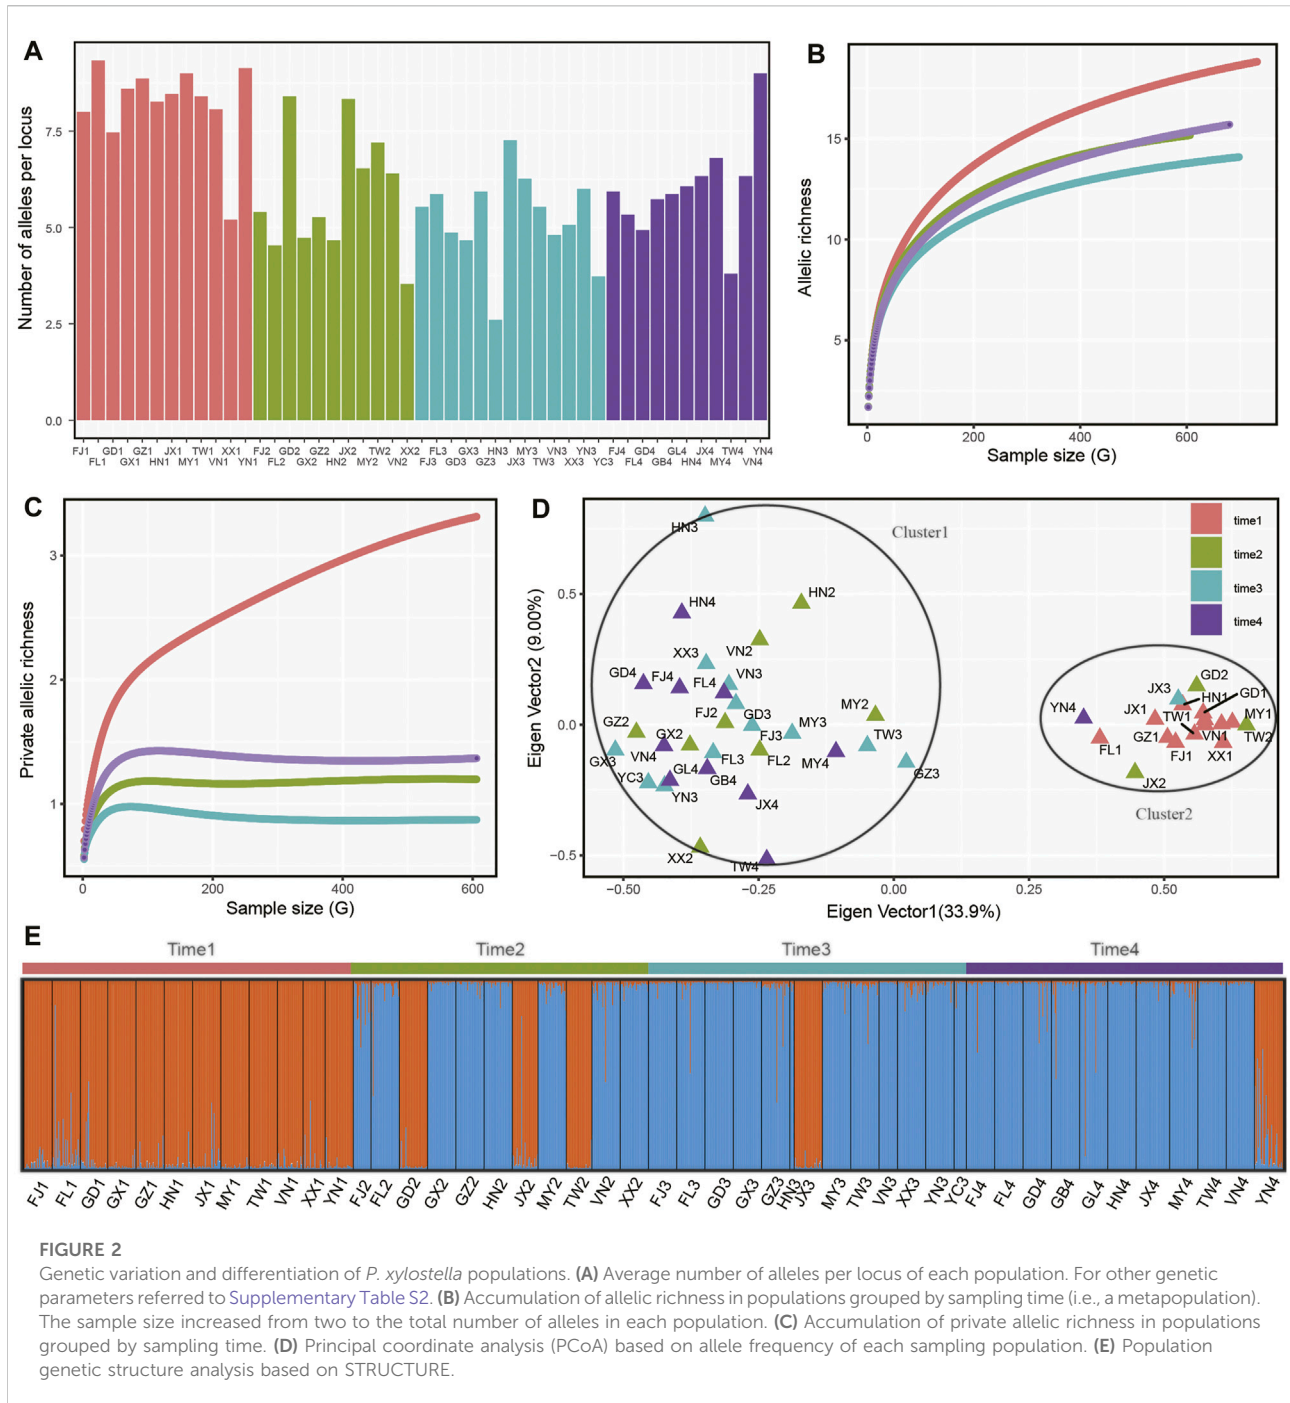 A
Number of alleles per locus
7.5
5.0
2.5
0.0
FJ1 GD1 GZ1 JX1 TW1 XX1 FJ2 GD2 GZ2 JX2 TW2 XX2 FL3 GX3 HN3 MY3 VN3 YN3 FJ4 GD4 GL4 JX4 TW4 YN4
FL1 GX1 HN1 MY1 VN1 YN1 FL2 GX2 HN2 MY2 VN2 FJ3 GD3 GZ3 JX3 TW3 XX3 YC3 FL4 GB4 HN4 MY4 VN4
B
Allelic richness
15
10
5
0 200 400 600
Sample size (G)
C
Private allelic richness
3
2
1
0 200 400 600
Sample size (G)
D
Eigen Vector2 (9.00%)
0.5
0.0
−0.5
−0.50 −0.25 0.00 0.25 0.50
Eigen Vector1(33.9%)
Cluster1
Cluster2
time1
time2
time3
time4
HN3
HN4
HN2
VN2
XX3
VN3
GD4
FJ4
FL4
FJ2
GD3
MY3
MY2
GZ2
GX2
FJ3
TW3
GX3
VN4
FL3
FL2
MY4
GZ3
YC3
GL4
GB4
YN3
JX4
XX2
TW4
YN4
JX3
GD2
HN1
GD1
JX1
TW1
MY1
GZ1
VN1
TW2
FL1
FJ1
XX1
JX2
E
Time1 Time2 Time3 Time4
FJ1 FL1 GD1 GX1 GZ1 HN1 JX1 MY1 TW1 VN1 XX1 YN1 FJ2 FL2 GD2 GX2 GZ2 HN2 JX2 MY2 TW2 VN2 XX2 FJ3 FL3 GD3 GX3 GZ3 HN3 JX3 MY3 TW3 VN3 XX3 YN3 YC3 FJ4 FL4 GD4 GB4 GL4 HN4 JX4 MY4 TW4 VN4 YN4
FIGURE 2
Genetic variation and differentiation of P. xylostella populations. (A) Average number of alleles per locus of each population. For other genetic
parameters referred to Supplementary Table S2. (B) Accumulation of allelic richness in populations grouped by sampling time (i.e., a metapopulation).
The sample size increased from two to the total number of alleles in each population. (C) Accumulation of private allelic richness in populations
grouped by sampling time. (D) Principal coordinate analysis (PCoA) based on allele frequency of each sampling population. (E) Population
genetic structure analysis based on STRUCTURE.